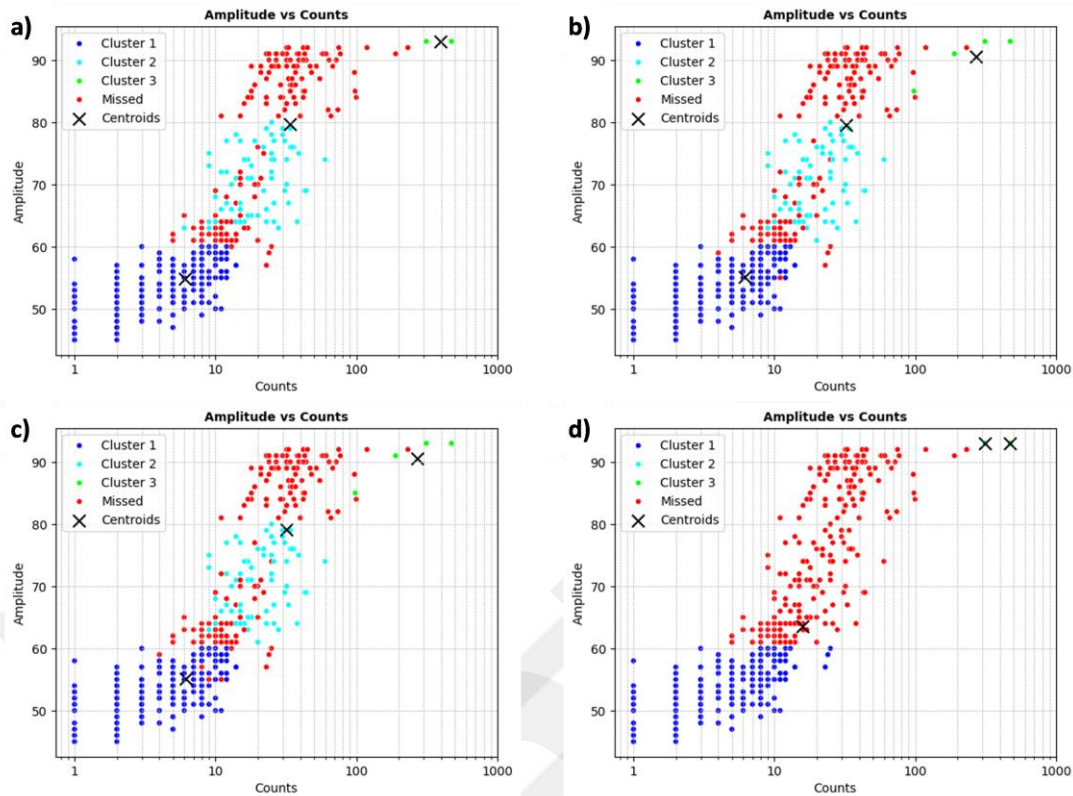 a)
Amplitude vs Counts
Cluster 1
Cluster 2
Cluster 3
Missed
Centroids
Amplitude
90
80
70
60
50
1
10
100
1000
Counts
b)
Amplitude vs Counts
Cluster 1
Cluster 2
Cluster 3
Missed
Centroids
Amplitude
90
80
70
60
50
1
10
100
1000
Counts
c)
Amplitude vs Counts
Cluster 1
Cluster 2
Cluster 3
Missed
Centroids
Amplitude
90
80
70
60
50
1
10
100
1000
Counts
d)
Amplitude vs Counts
Cluster 1
Cluster 2
Cluster 3
Missed
Centroids
Amplitude
90
80
70
60
50
1
10
100
1000
Counts